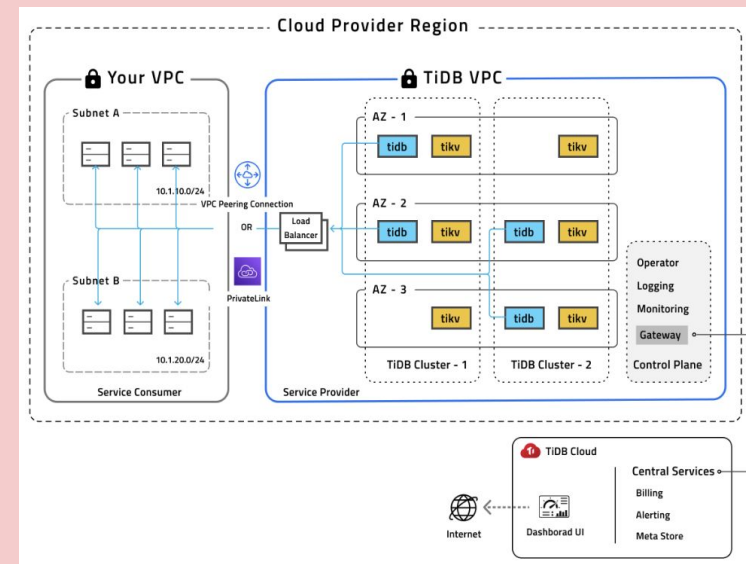 Cloud Provider Region
Your VPC
TiDB VPC
Subnet A
10.1.10.0/24
VPC Peering Connection
OR
PrivateLink
Load
Balancer
Subnet B
10.1.20.0/24
Service Consumer
AZ - 1
tidb tikv tikv
AZ - 2
tidb tikv tidb tikv
AZ - 3
tikv tidb tikv
TiDB Cluster - 1
TiDB Cluster - 2
Service Provider
Operator
Logging
Monitoring
Gateway
Control Plane
TiDB Cloud
Internet
Dashborad UI
Central Services
Billing
Alerting
Meta Store